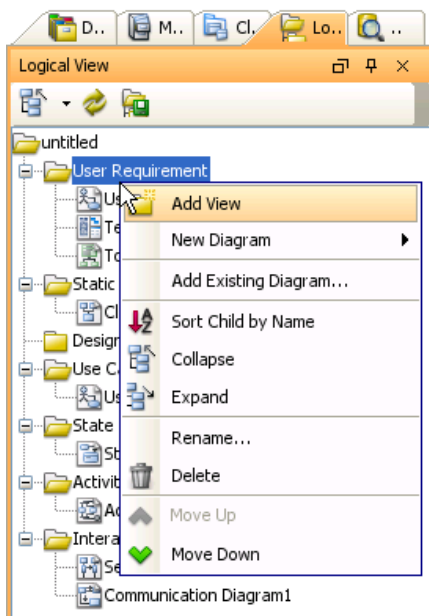 D.. M.. Cl. Lo.. ..
Logical View
untitled
User Requirement
Us
Add View
Te
New Diagram
To
Static
Add Existing Diagram...
Cl
Sort Child by Name
Design
Collapse
Use C
Us
Expand
State
Rename...
St
Delete
Activit
Ac
Move Up
Intera
Se
Move Down
Communication Diagram1